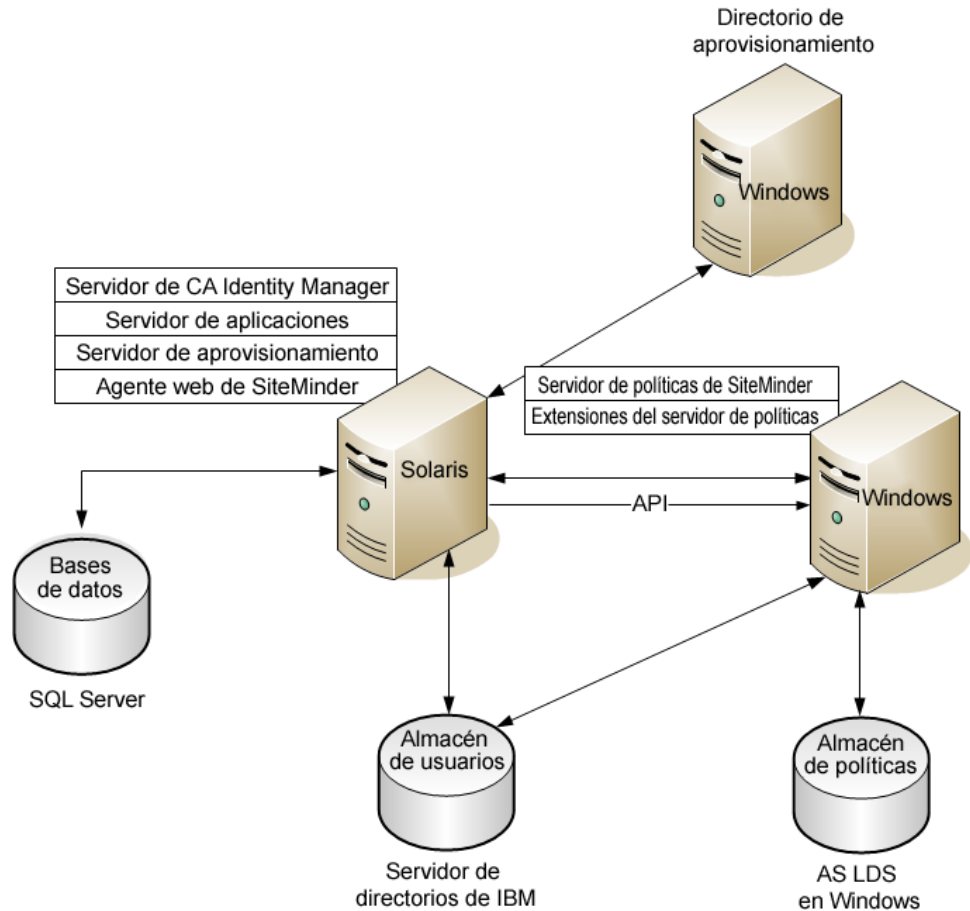 Directorio de
aprovisionamiento
Windows
Servidor de CA Identity Manager
Servidor de aplicaciones
Servidor de aprovisionamiento
Agente web de SiteMinder
Servidor de políticas de SiteMinder
Extensiones del servidor de políticas
Solaris
Windows
API
Bases
de datos
SQL Server
Almacén
de usuarios
Servidor de
directorios de IBM
Almacén
de políticas
AS LDS
en Windows